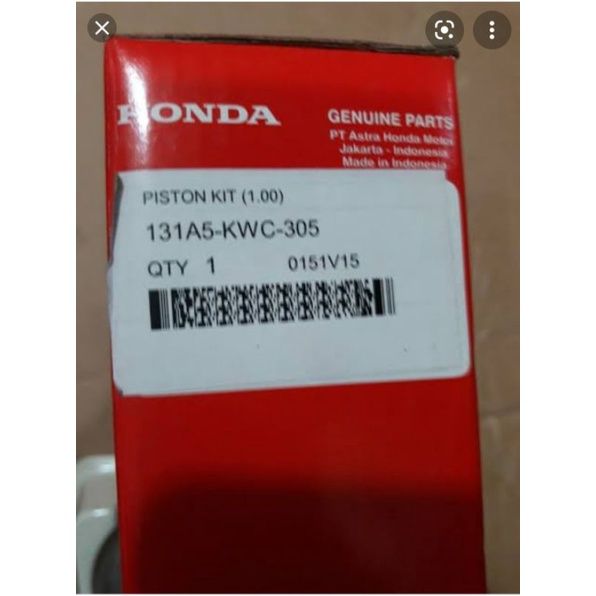 HONDA
GENUINE PARTS
PT Astra Honda Motor
Jakarta - Indonesia
Made in Indonesia
PISTON KIT (1.00)
131A5-KWC-305
QTY 1 0151V15